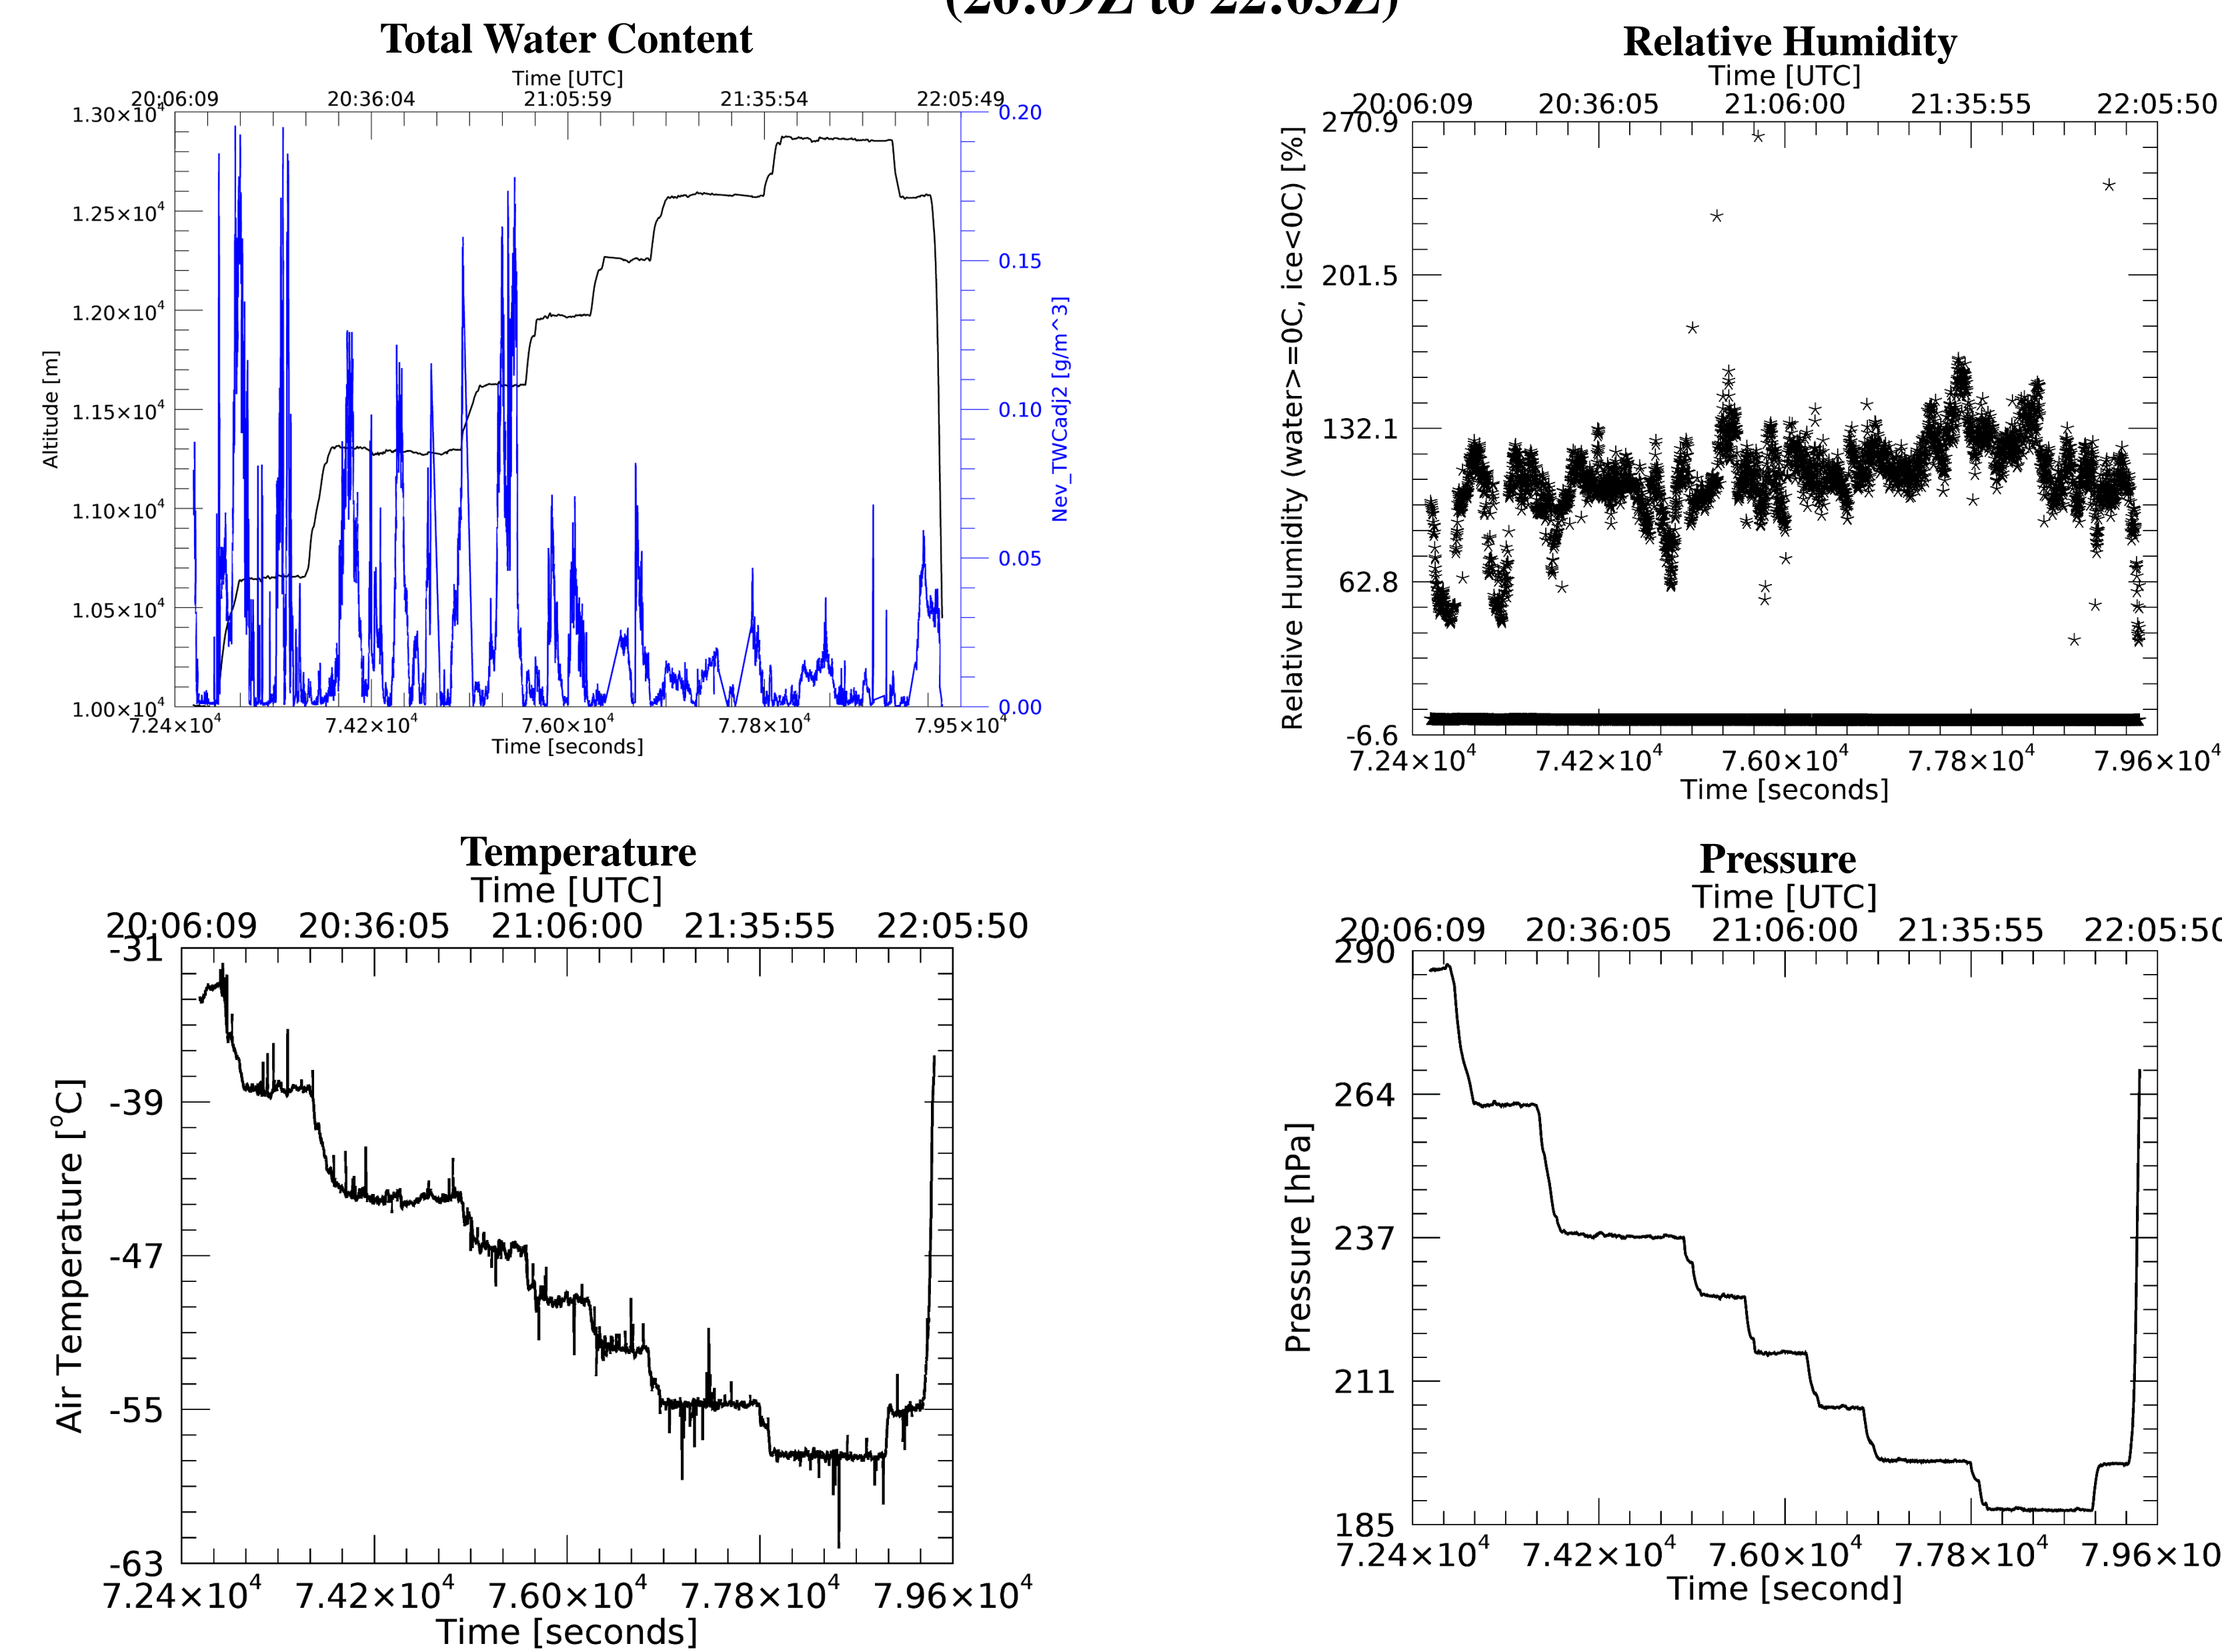 (20:09Z to 22:05Z)
Total Water Content
Time [UTC]
20:06:09 20:36:04 21:05:59 21:35:54 22:05:49
1.30×10⁴
1.25×10⁴
1.20×10⁴
1.15×10⁴
1.10×10⁴
1.05×10⁴
1.00×10⁴
Altitude [m]
0.20
0.15
0.10
0.05
0.00
Nev_TWCadj2 [g/m^3]
7.24×10⁴ 7.42×10⁴ 7.60×10⁴ 7.78×10⁴ 7.95×10⁴
Time [seconds]
Relative Humidity
Time [UTC]
20:06:09 20:36:05 21:06:00 21:35:55 22:05:50
270.9
201.5
132.1
62.8
-6.6
Relative Humidity (water>=0C, ice<0C) [%]
7.24×10⁴ 7.42×10⁴ 7.60×10⁴ 7.78×10⁴ 7.96×10⁴
Time [seconds]
Temperature
Time [UTC]
20:06:09 20:36:05 21:06:00 21:35:55 22:05:50
-31
-39
-47
-55
-63
Air Temperature [°C]
7.24×10⁴ 7.42×10⁴ 7.60×10⁴ 7.78×10⁴ 7.96×10⁴
Time [seconds]
Pressure
Time [UTC]
20:06:09 20:36:05 21:06:00 21:35:55 22:05:50
290
264
237
211
185
Pressure [hPa]
7.24×10⁴ 7.42×10⁴ 7.60×10⁴ 7.78×10⁴ 7.96×10
Time [second]